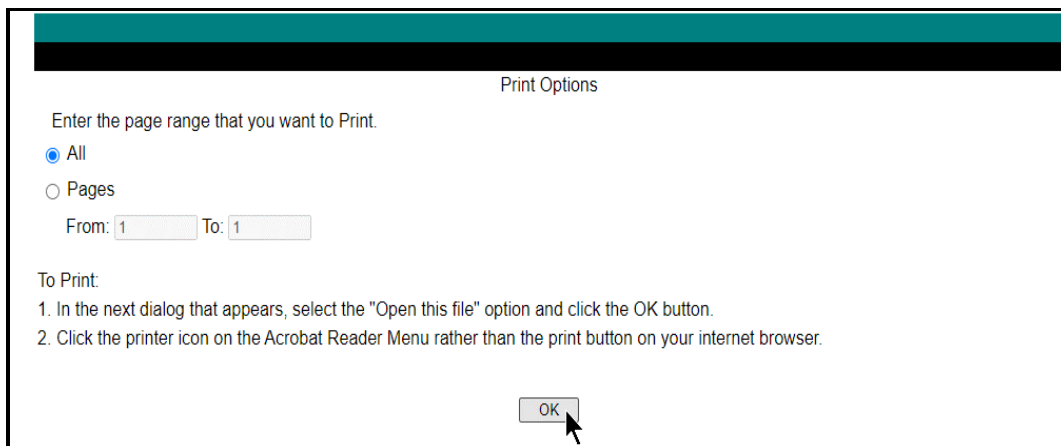 Print Options
Enter the page range that you want to Print.
All
Pages
From: 1 To: 1
To Print:
1. In the next dialog that appears, select the "Open this file" option and click the OK button.
2. Click the printer icon on the Acrobat Reader Menu rather than the print button on your internet browser.
OK